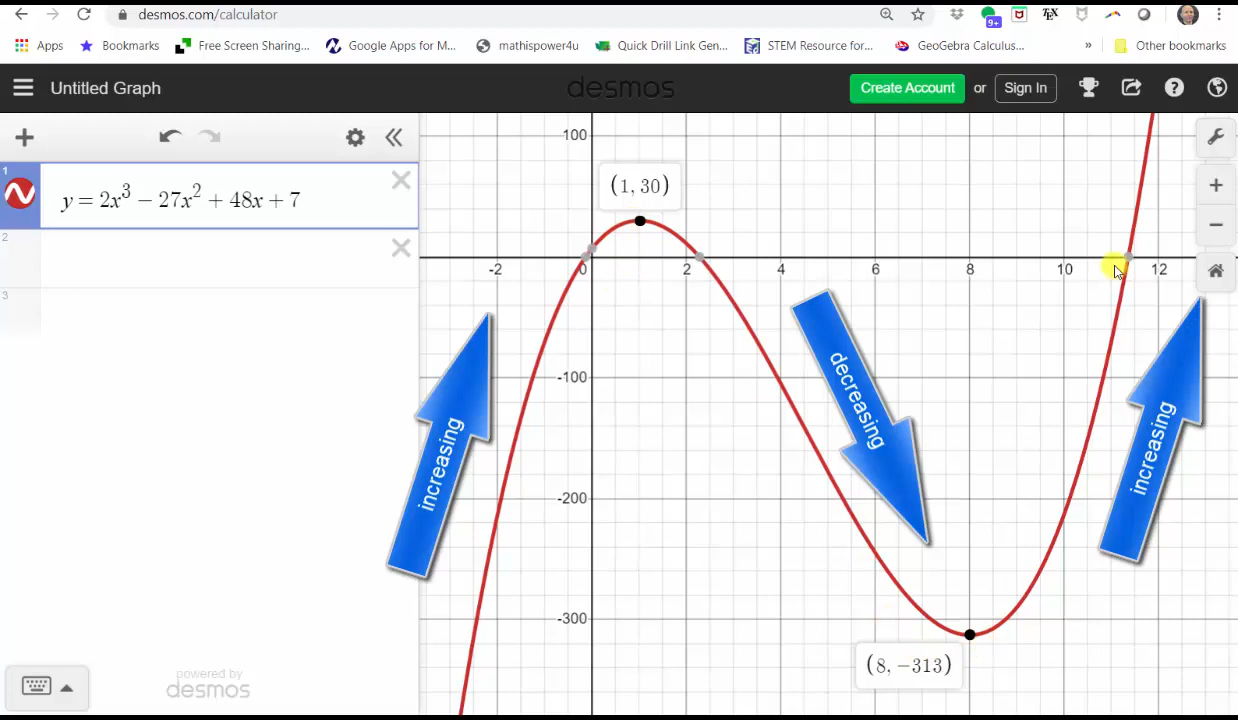 desmos.com/calculator
9+
TEX
Apps
Bookmarks
Free Screen Sharing...
Google Apps for M...
mathispower4u
Quick Drill Link Gen...
STEM Resource for...
GeoGebra Calculus...
»
Other bookmarks
Untitled Graph
desmos
Create Account
or
Sign In
1
y = 2x³ − 27x² + 48x + 7
2
3
powered by
desmos
100
(1, 30)
-2
0
2
4
6
8
10
12
-100
-200
-300
increasing
decreasing
increasing
(8, −313)